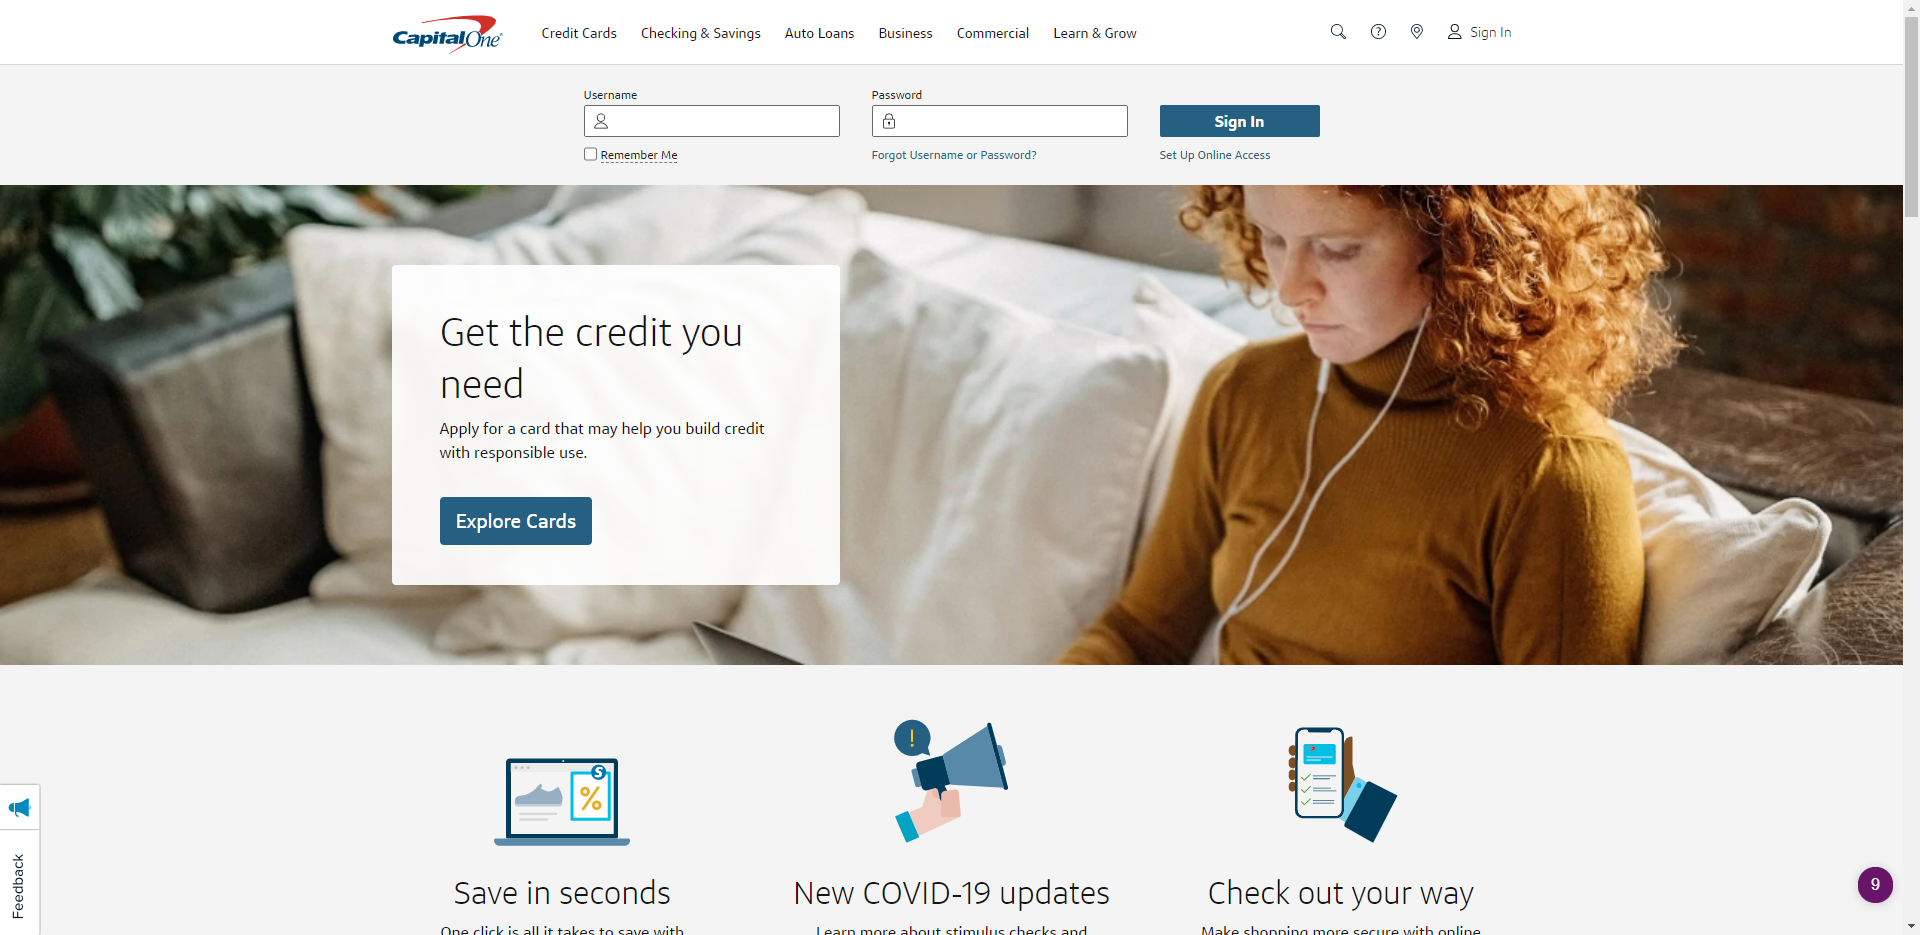 Capital One
Credit Cards
Checking & Savings
Auto Loans
Business
Commercial
Learn & Grow
Sign In
Username
Password
Sign In
Remember Me
Forgot Username or Password?
Set Up Online Access
Get the credit you
need
Apply for a card that may help you build credit
with responsible use.
Explore Cards
!
$
%
Save in seconds
New COVID-19 updates
Check out your way
One click is all it takes to save with
Learn more about stimulus checks and
Make shopping more secure with online
Feedback
9